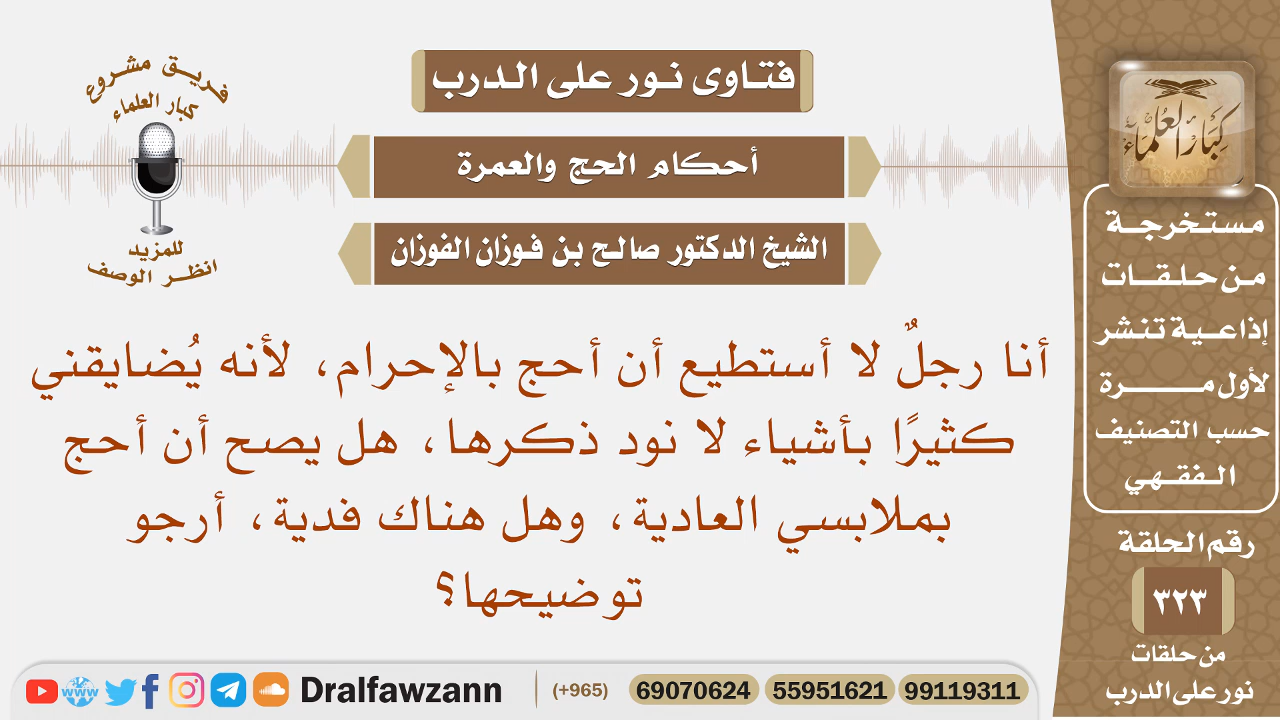 فتاوى نور على الدرب
أحكام الحج والعمرة
الشيخ الدكتور صالح بن فوزان الفوزان
فريق مشروع
كبار العلماء
للمزيد
انظر الوصف
أنا رجلٌ لا أستطيع أن أحج بالإحرام، لأنه يُضايقني
كثيرًا بأشياء لا نود ذكرها، هل يصح أن أحج
بملابسي العادية، وهل هناك فدية، أرجو
توضيحها؟
كبار العلماء
مستخرجة
من حلقات
إذاعية تنشر
لأول مرة
حسب التصنيف
الفقهي
رقم الحلقة
٣٢٣
من حلقات
نور على الدرب
www Dralfawzann (+965) 69070624 55951621 99119311